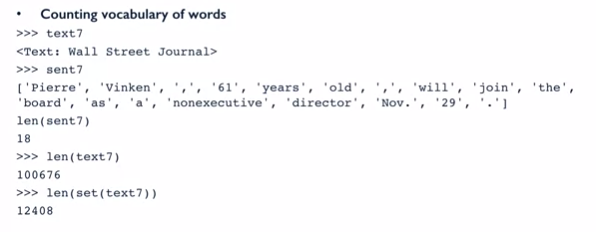 • Counting vocabulary of words
>>> text7
<Text: Wall Street Journal>
>>> sent7
['Pierre', 'Vinken', ',', '61', 'years', 'old', ',', 'will', 'join', 'the',
'board', 'as', 'a', 'nonexecutive', 'director', 'Nov.', '29', '.']
len(sent7)
18
>>> len(text7)
100676
>>> len(set(text7))
12408